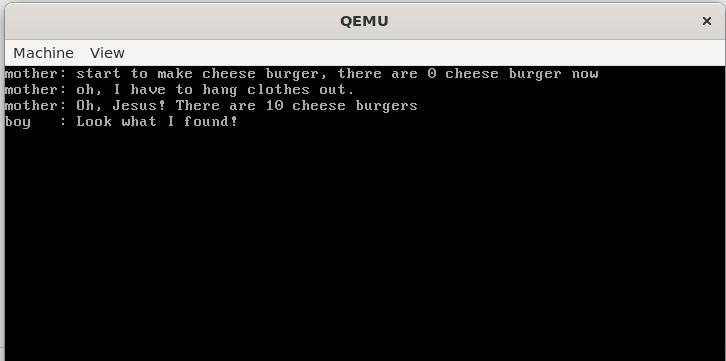 QEMU
Machine View
mother: start to make cheese burger, there are 0 cheese burger now
mother: oh, I have to hang clothes out.
mother: Oh, Jesus! There are 10 cheese burgers
boy   : Look what I found!